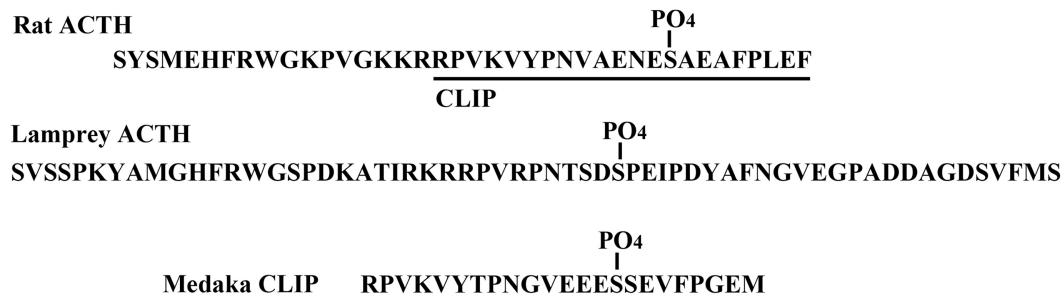 PO4
Rat ACTH
SYSMEHFRWGKPVGKKRRPVKVYPNVAENESAEAFPLEF
CLIP
PO4
Lamprey ACTH
SVSSPKYAMGHFRWGSPDKATIRKRRPVRPNTSDSPEIPDYAFNGVEGPADDAGDSVFMS
PO4
Medaka CLIP RPVKVYTPNGVEEESSEVFPGEM